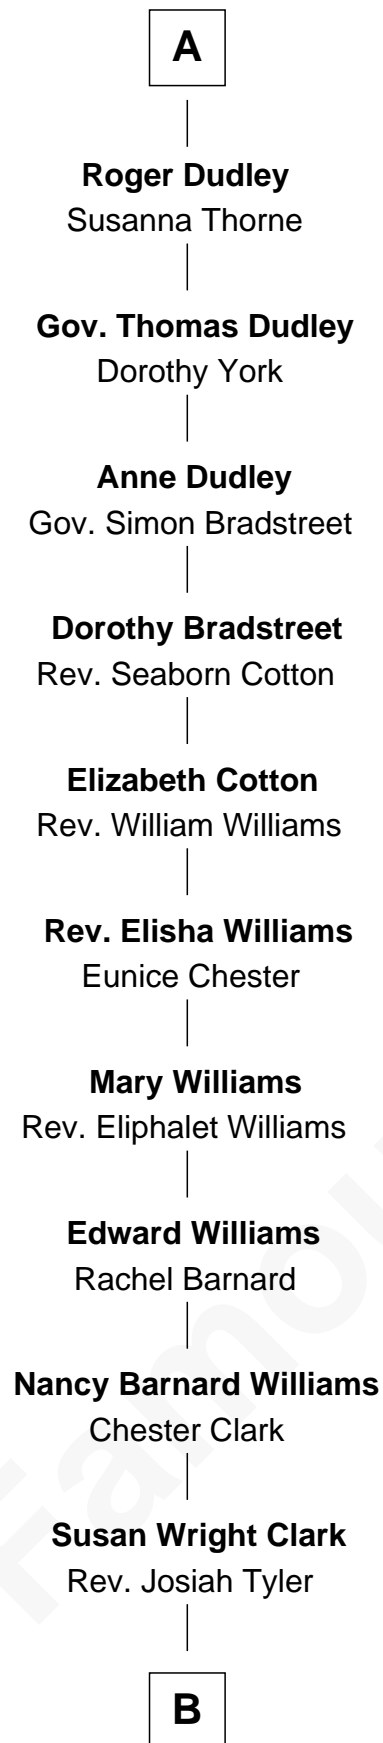 A
Roger Dudley
Susanna Thorne
Gov. Thomas Dudley
Dorothy York
Anne Dudley
Gov. Simon Bradstreet
Dorothy Bradstreet
Rev. Seaborn Cotton
Elizabeth Cotton
Rev. William Williams
Rev. Elisha Williams
Eunice Chester
Mary Williams
Rev. Eliphalet Williams
Edward Williams
Rachel Barnard
Nancy Barnard Williams
Chester Clark
Susan Wright Clark
Rev. Josiah Tyler
B